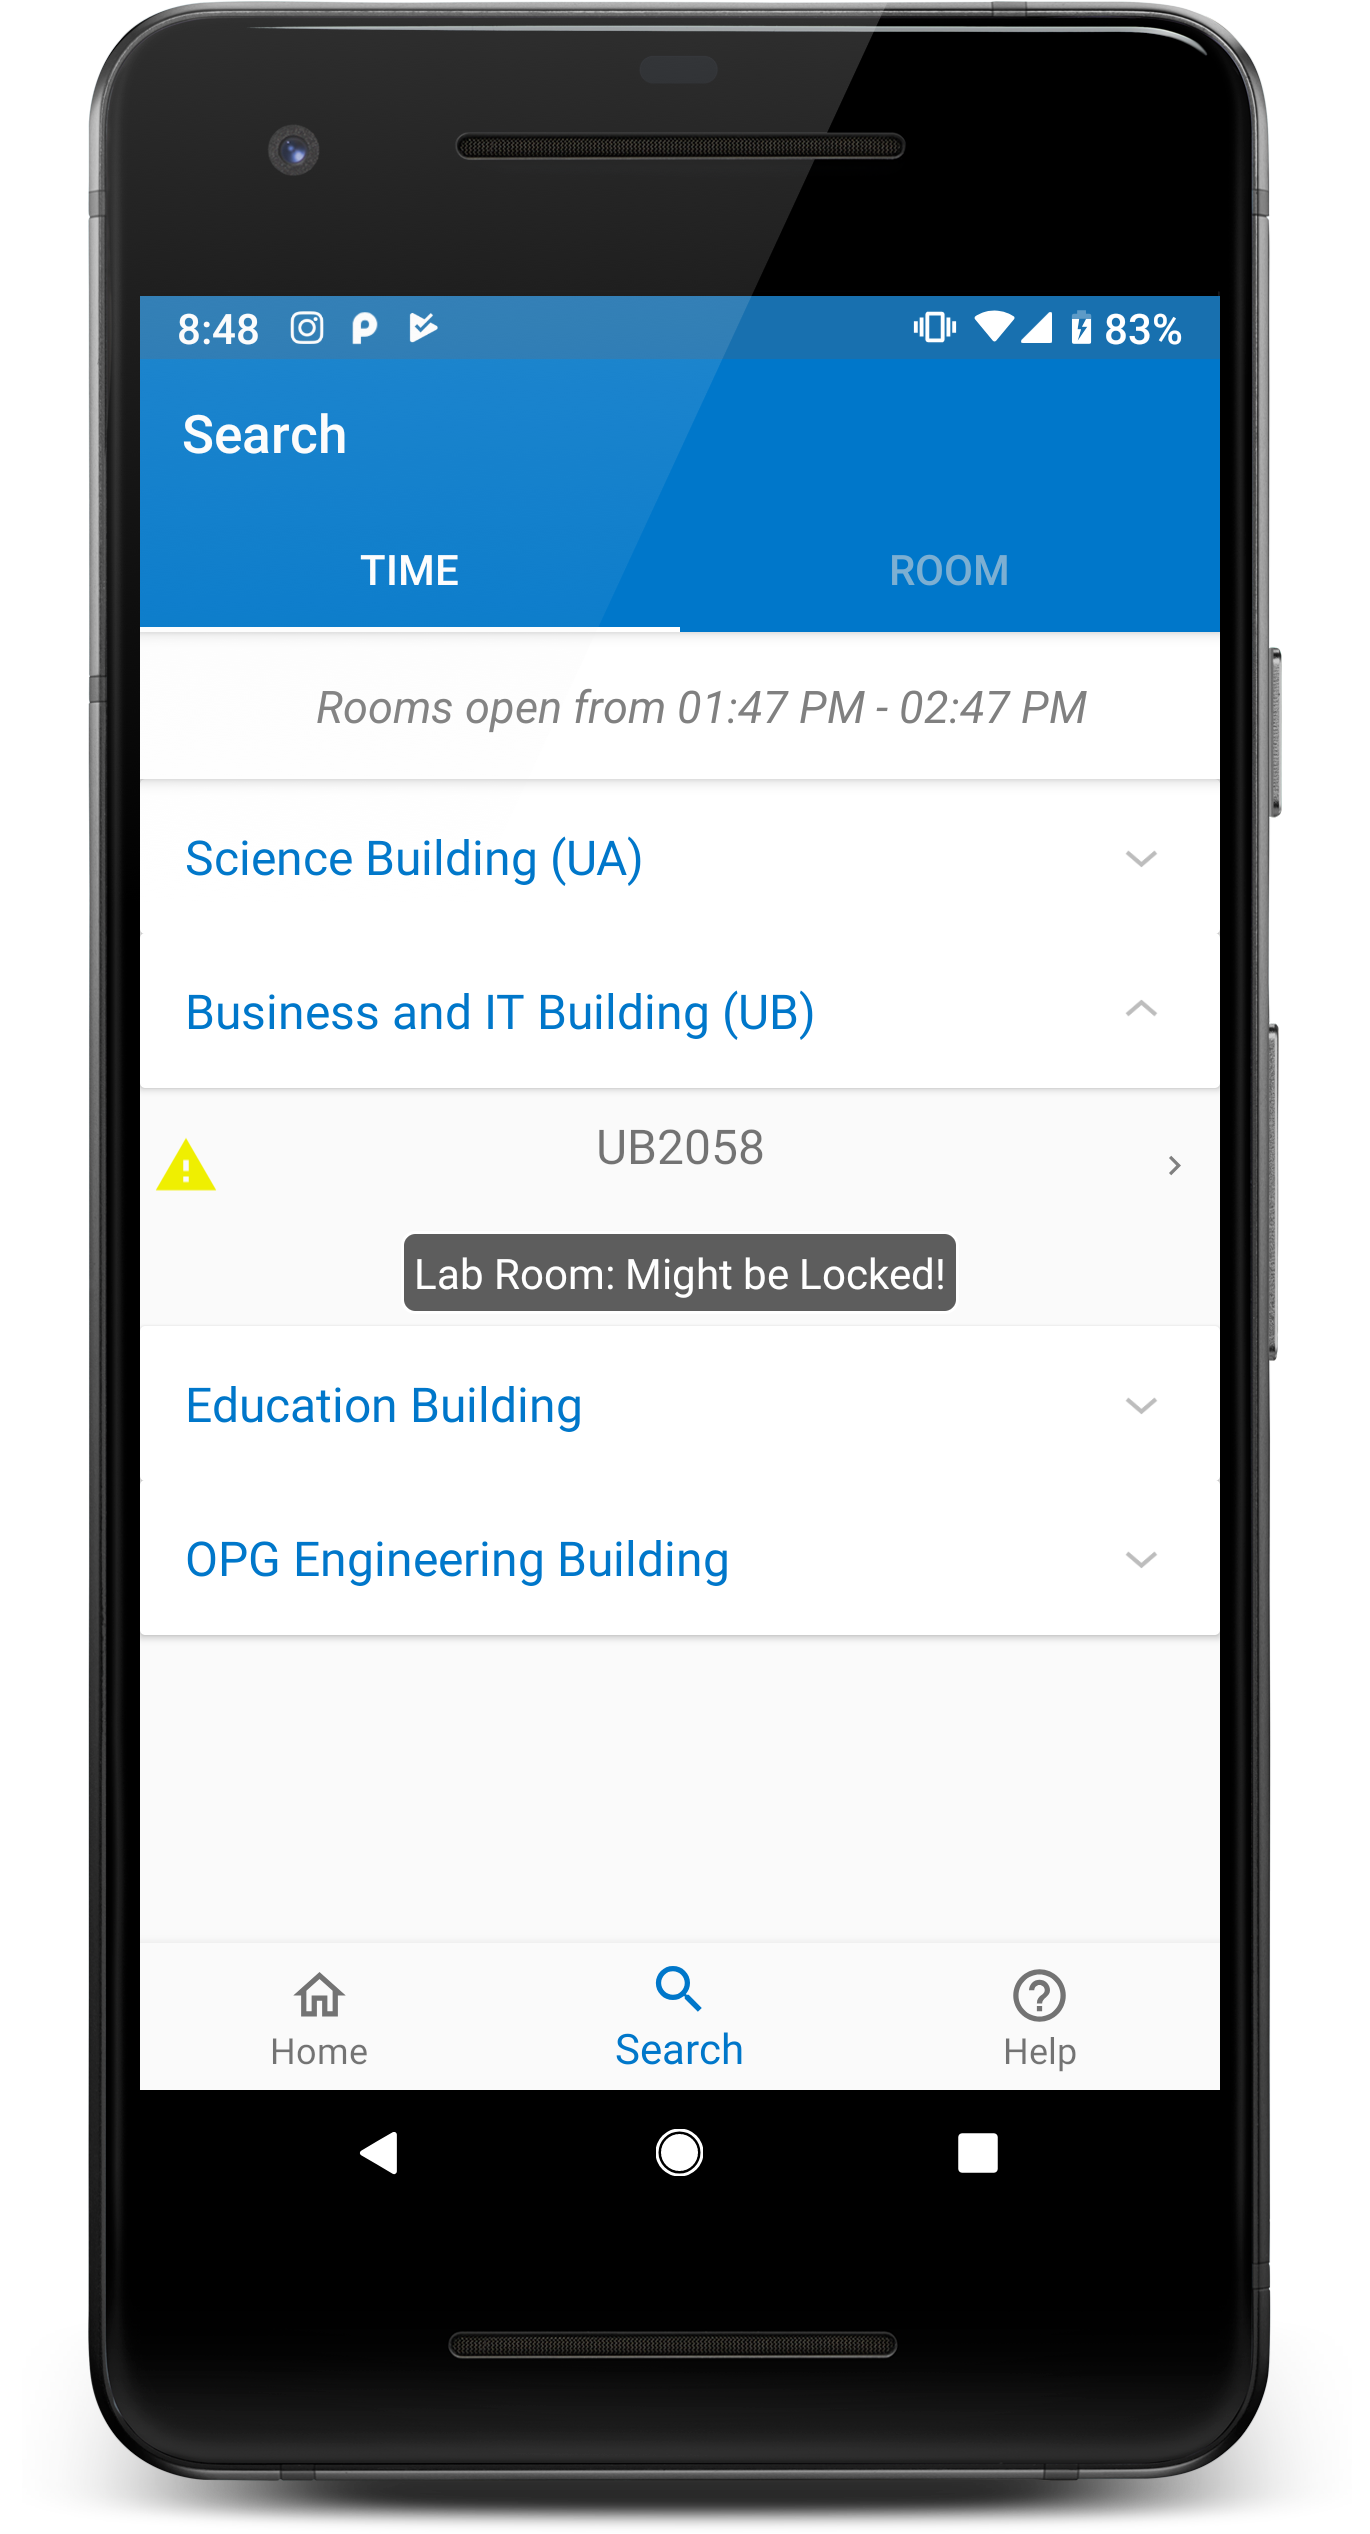 8:48 83%
Search
TIME ROOM
Rooms open from 01:47 PM - 02:47 PM
Science Building (UA)
Business and IT Building (UB)
UB2058
Lab Room: Might be Locked!
Education Building
OPG Engineering Building
Home Search Help